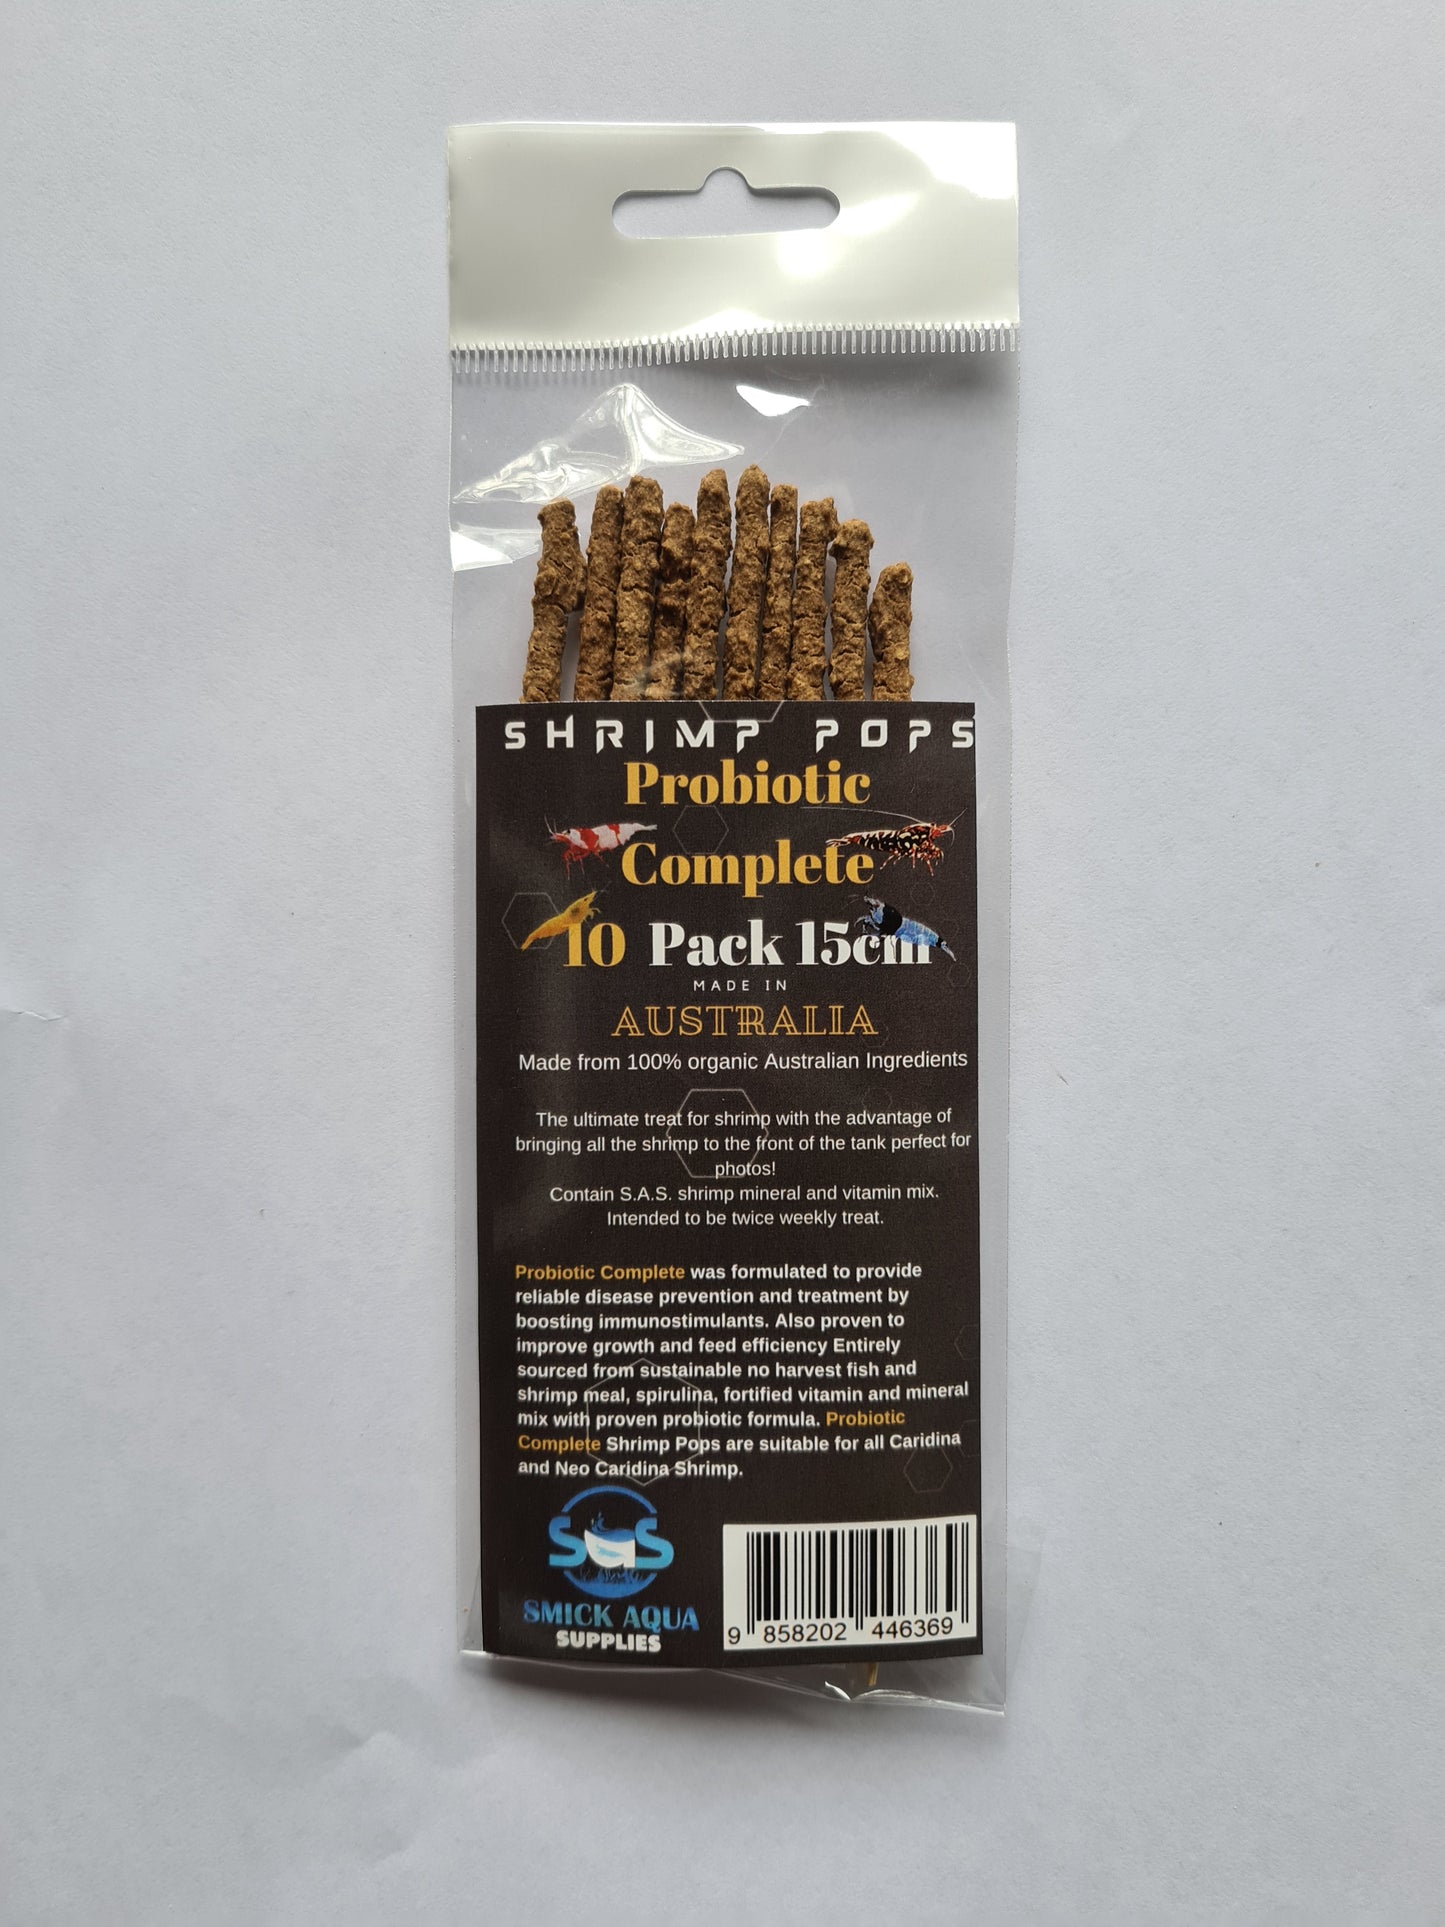 SHRIMP POPS
Probiotic
Complete
10 Pack 15cm
MADE IN
AUSTRALIA
Made from 100% organic Australian Ingredients
The ultimate treat for shrimp with the advantage of
bringing all the shrimp to the front of the tank perfect for
photos!
Contain S.A.S. shrimp mineral and vitamin mix.
Intended to be twice weekly treat.
Probiotic Complete was formulated to provide
reliable disease prevention and treatment by
boosting immunostimulants. Also proven to
improve growth and feed efficiency Entirely
sourced from sustainable no harvest fish and
shrimp meal, spirulina, fortified vitamin and mineral
mix with proven probiotic formula. Probiotic
Complete Shrimp Pops are suitable for all Caridina
and Neo Caridina Shrimp.
SaS
SMICK AQUA
SUPPLIES
9 858202 446369